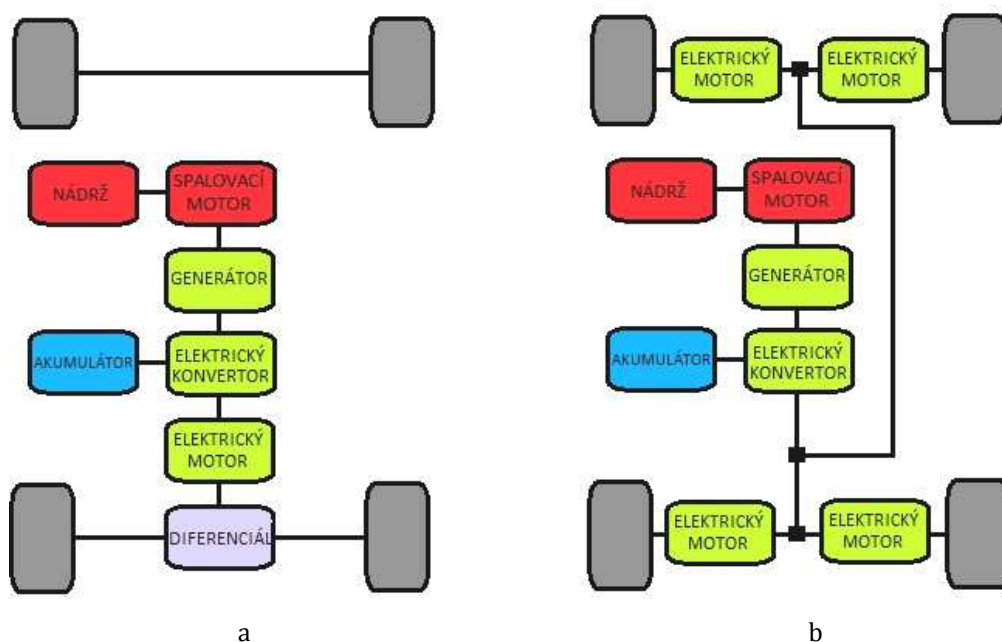 NÁDRŽ
SPALOVACÍ
MOTOR
GENERÁTOR
AKUMULÁTOR
ELEKTRICKÝ
KONVERTOR
ELEKTRICKÝ
MOTOR
DIFERENCIÁL
a
ELEKTRICKÝ
MOTOR
ELEKTRICKÝ
MOTOR
NÁDRŽ
SPALOVACÍ
MOTOR
GENERÁTOR
AKUMULÁTOR
ELEKTRICKÝ
KONVERTOR
ELEKTRICKÝ
MOTOR
ELEKTRICKÝ
MOTOR
b